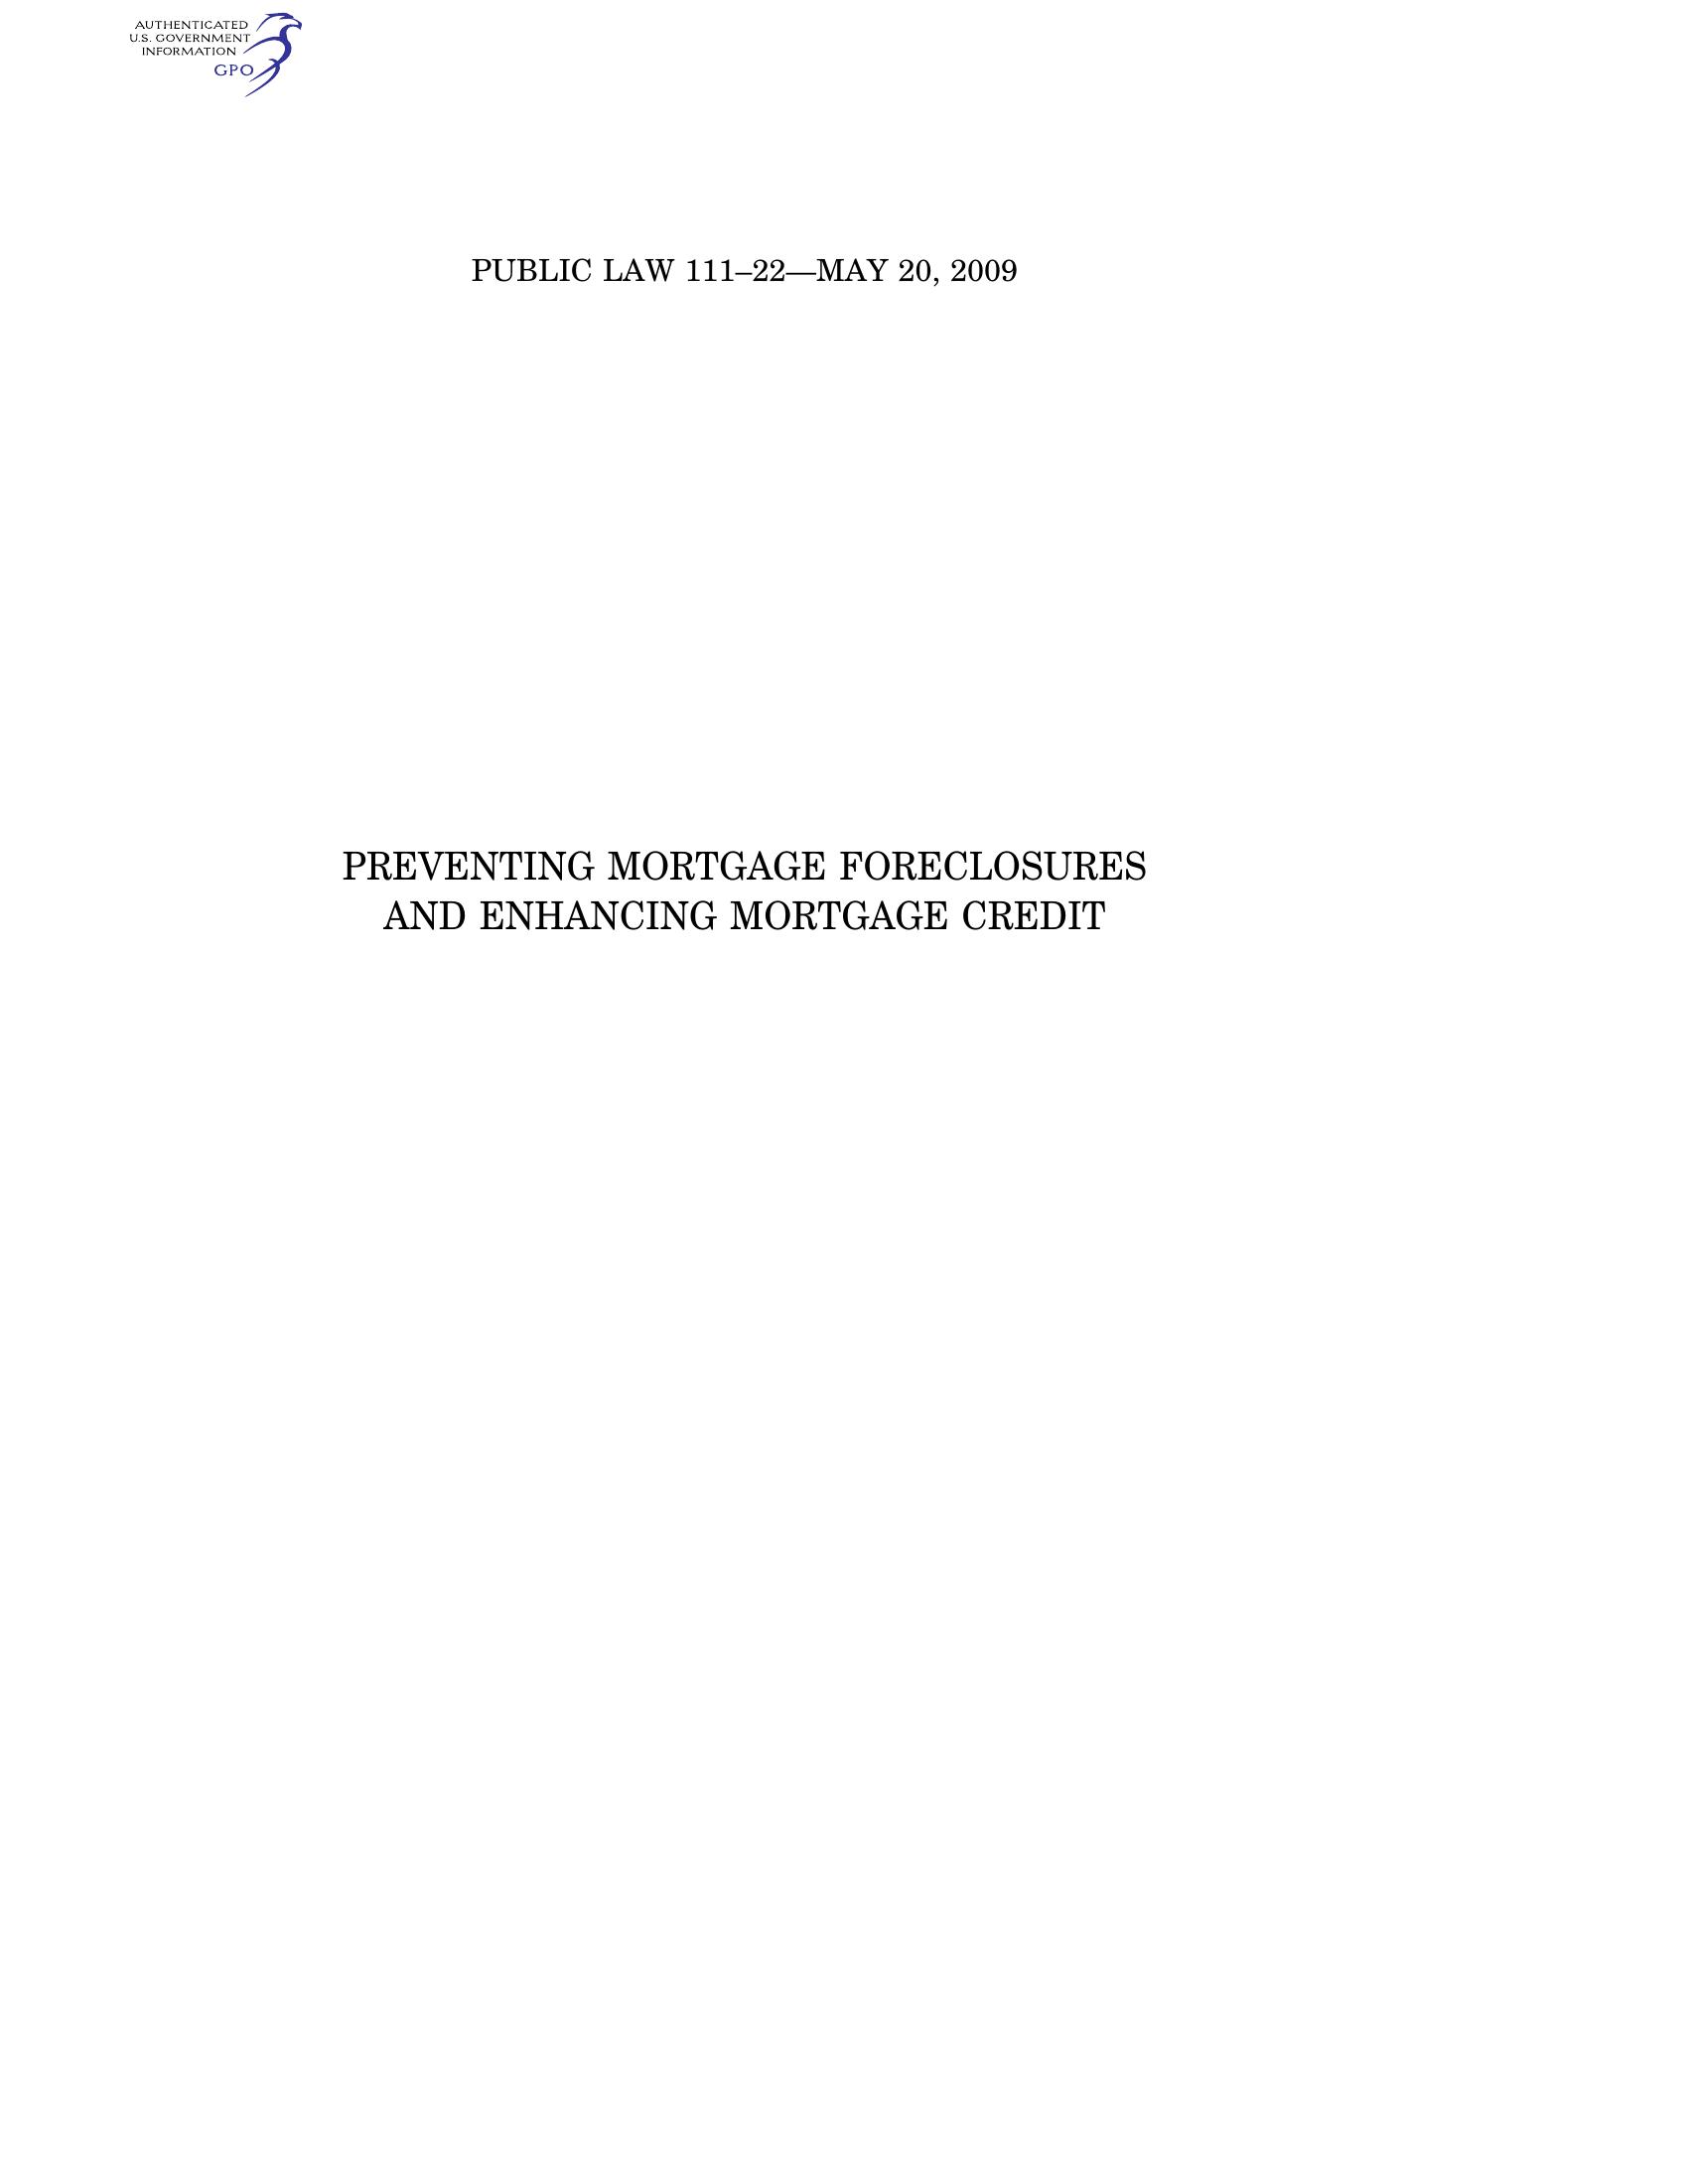 AUTHENTICATED
U.S. GOVERNMENT
INFORMATION
GPO
PUBLIC LAW 111–22—MAY 20, 2009
PREVENTING MORTGAGE FORECLOSURES
AND ENHANCING MORTGAGE CREDIT